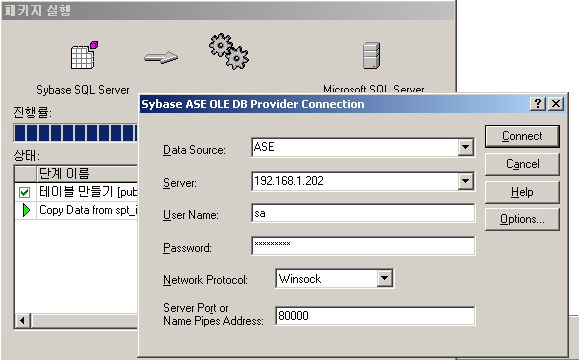 패키지 실행
Sybase SQL Server
Microsoft SQL Server
진행률:
상태:
단계 이름
테이블 만들기 [pub
Copy Data from spt_i
Sybase ASE OLE DB Provider Connection
Data Source:
ASE
Connect
Server:
192.168.1.202
Cancel
User Name:
sa
Help
Password:
*********
Options...
Network Protocol:
Winsock
Server Port or
Name Pipes Address:
80000